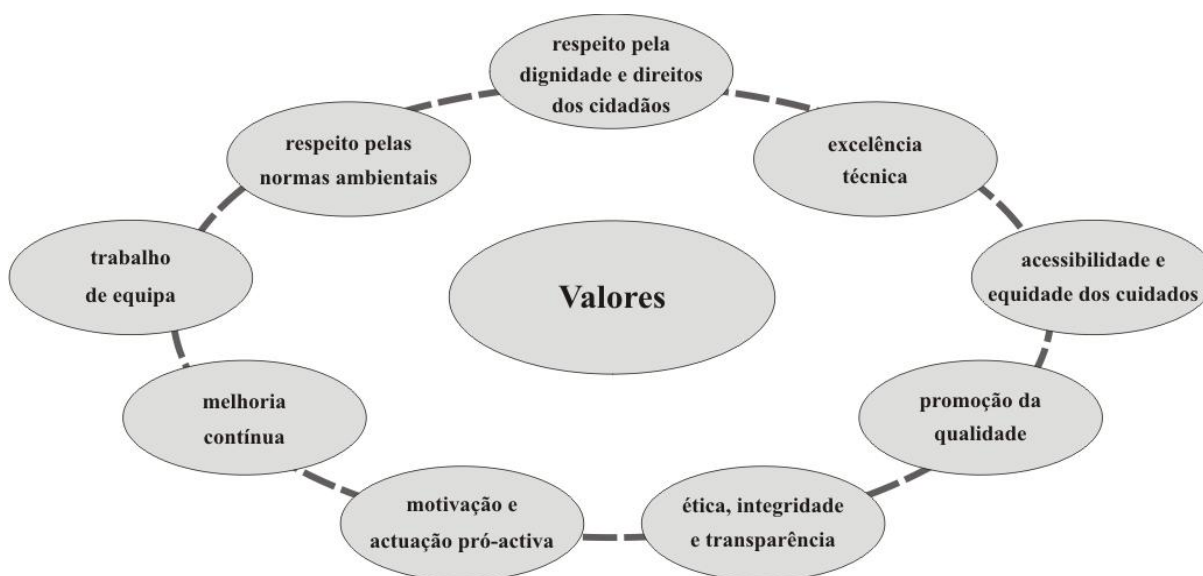 respeito pela
dignidade e direitos
dos cidadãos
respeito pelas
normas ambientais
excelência
técnica
trabalho
de equipa
Valores
acessibilidade e
equidade dos cuidados
melhoria
contínua
promoção da
qualidade
motivação e
actuação pró-activa
ética, integridade
e transparência